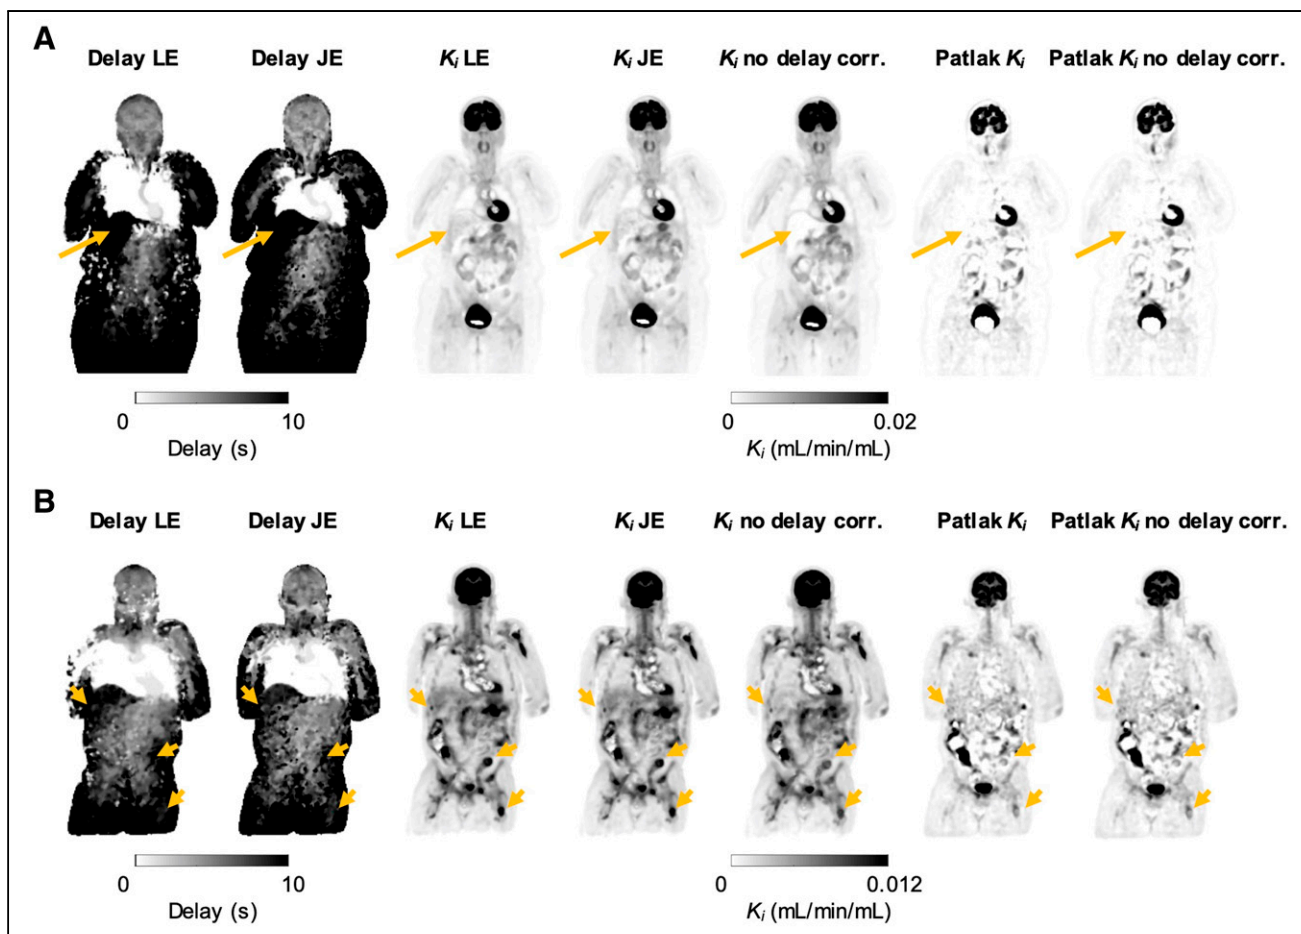 A
Delay LE Delay JE Ki LE Ki JE Ki no delay corr. Patlak Ki Patlak Ki no delay corr.
0 10 0 0.02
Delay (s) Ki (mL/min/mL)
B
Delay LE Delay JE Ki LE Ki JE Ki no delay corr. Patlak Ki Patlak Ki no delay corr.
0 10 0 0.012
Delay (s) Ki (mL/min/mL)